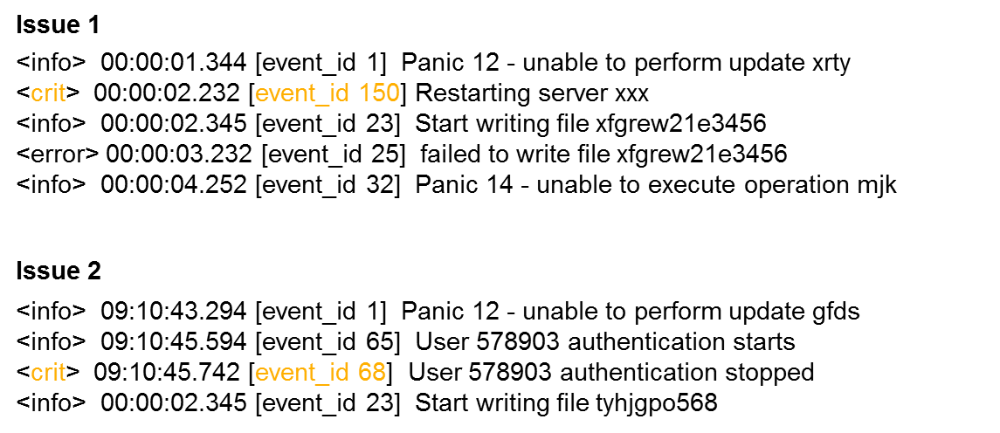 Issue 1
<info>  00:00:01.344 [event_id 1]  Panic 12 - unable to perform update xrty
<crit>  00:00:02.232 [event_id 150] Restarting server xxx
<info>  00:00:02.345 [event_id 23]  Start writing file xfgrew21e3456
<error> 00:00:03.232 [event_id 25]  failed to write file xfgrew21e3456
<info>  00:00:04.252 [event_id 32]  Panic 14 - unable to execute operation mjk
Issue 2
<info>  09:10:43.294 [event_id 1]  Panic 12 - unable to perform update gfds
<info>  09:10:45.594 [event_id 65]  User 578903 authentication starts
<crit>  09:10:45.742 [event_id 68]  User 578903 authentication stopped
<info>  00:00:02.345 [event_id 23]  Start writing file tyhjgpo568